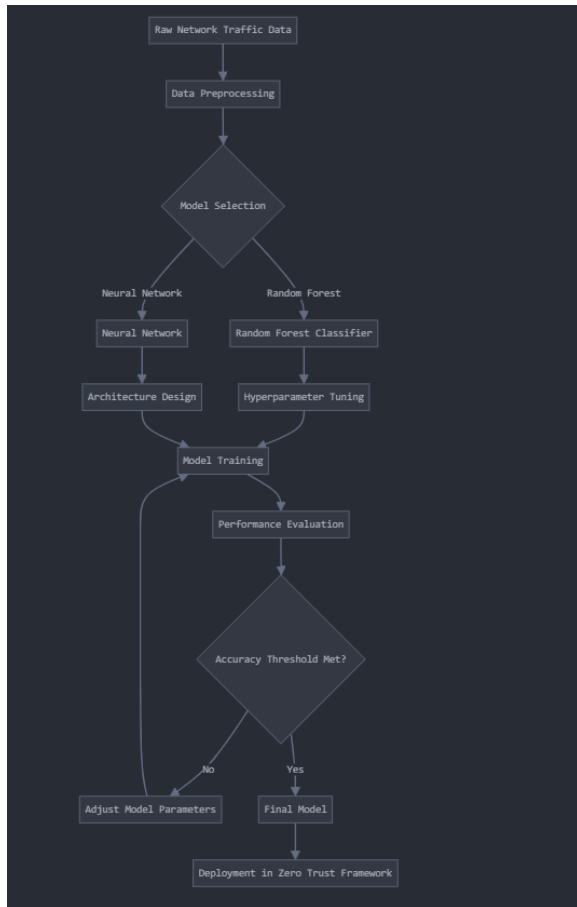 Raw Network Traffic Data
Data Preprocessing
Model Selection
Neural Network
Random Forest
Neural Network
Random Forest Classifier
Architecture Design
Hyperparameter Tuning
Model Training
Performance Evaluation
Accuracy Threshold Met?
No
Yes
Adjust Model Parameters
Final Model
Deployment in Zero Trust Framework